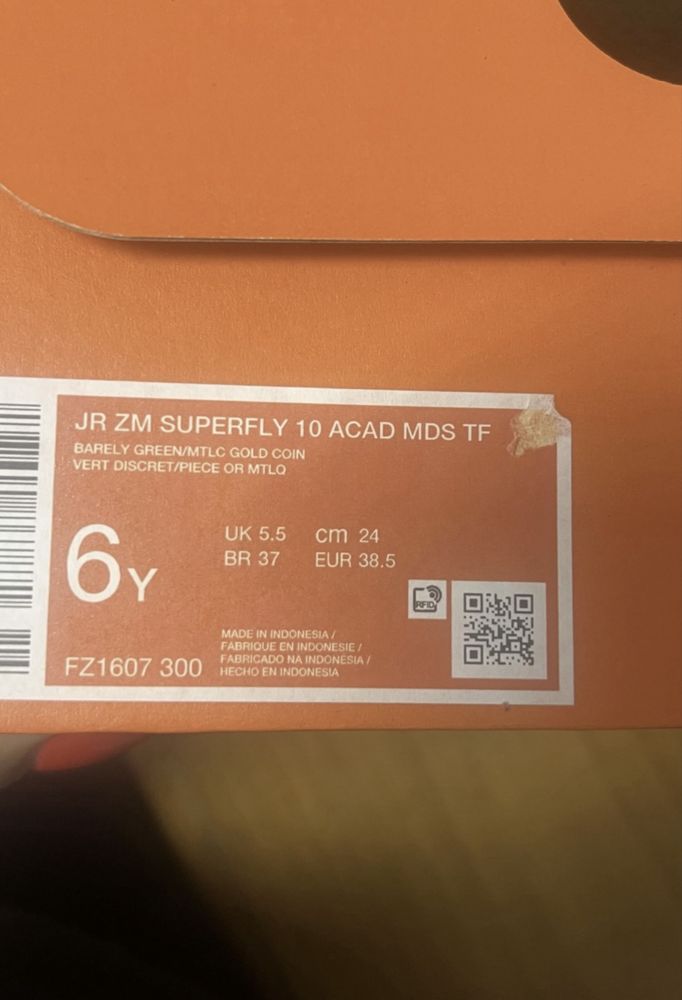 JR ZM SUPERFLY 10 ACAD MDS TF
BARELY GREEN/MTLC GOLD COIN
VERT DISCRET/PIECE OR MTLQ
6Y
UK 5.5 cm 24
BR 37 EUR 38.5
RFID
MADE IN INDONESIA /
FABRIQUE EN INDONESIE /
FABRICADO NA INDONESIA /
HECHO EN INDONESIA
FZ1607 300